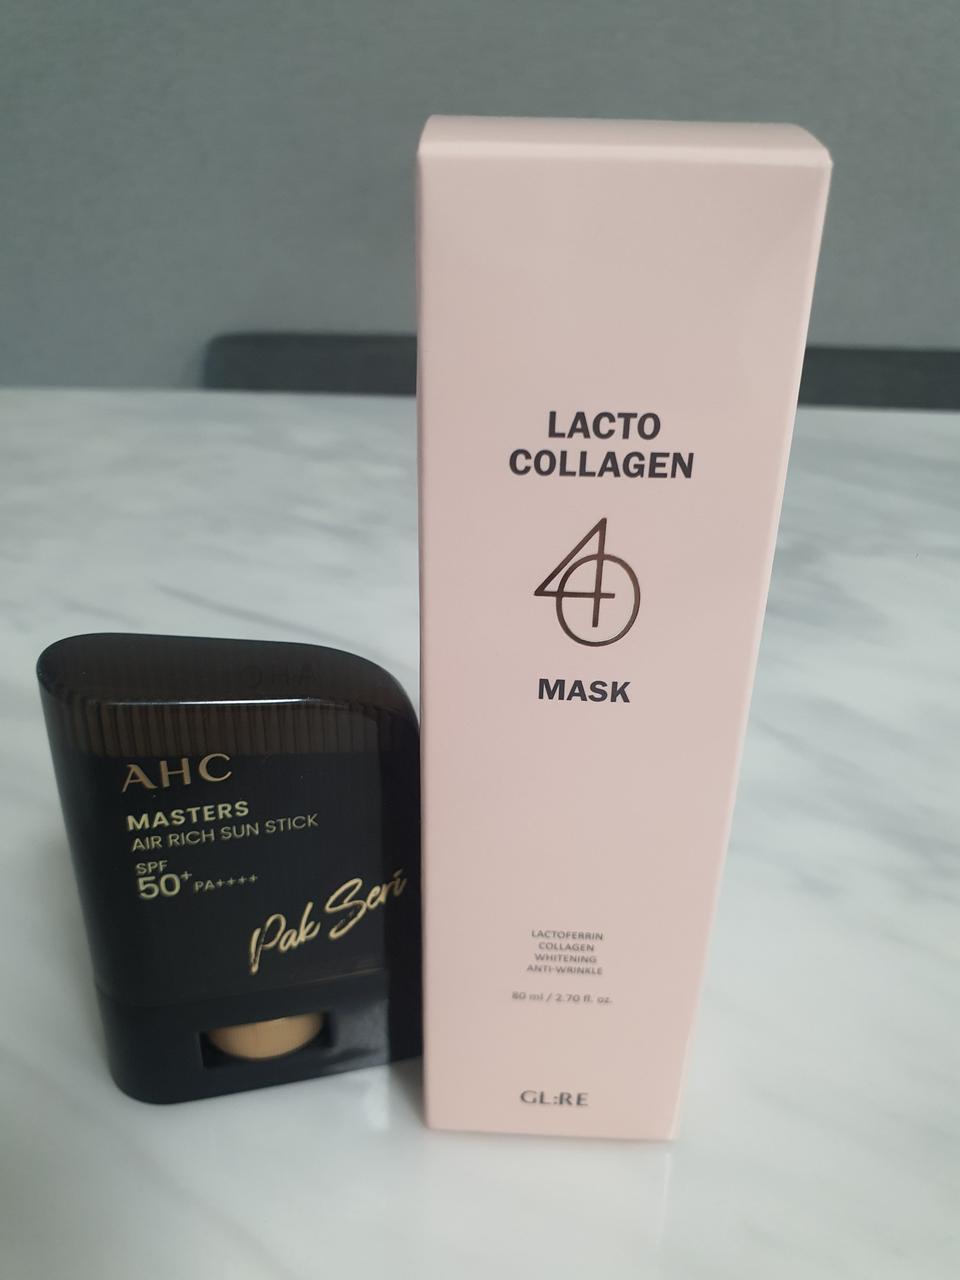 AHC
MASTERS
AIR RICH SUN STICK
SPF
50+ PA++++
Pak Seri
LACTO
COLLAGEN
40
MASK
LACTOFERRIN
COLLAGEN
WHITENING
ANTI-WRINKLE
80 ml / 2.70 fl. oz.
GL:RE